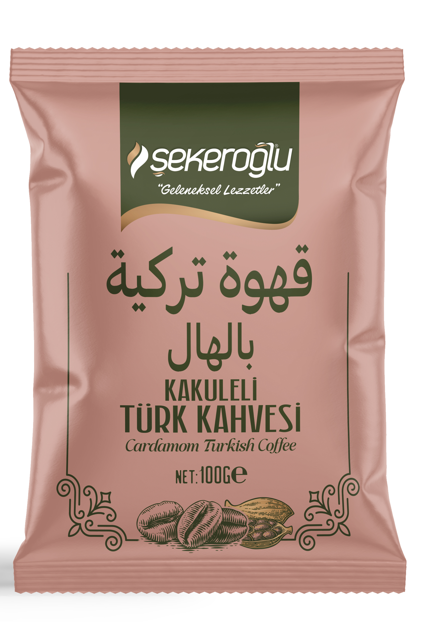 şekeroğlu
"Geleneksel Lezzetler"
قهوة تركية
بالهال
KAKULELİ
TÜRK KAHVESİ
Cardamom Turkish Coffee
NET:100G℮